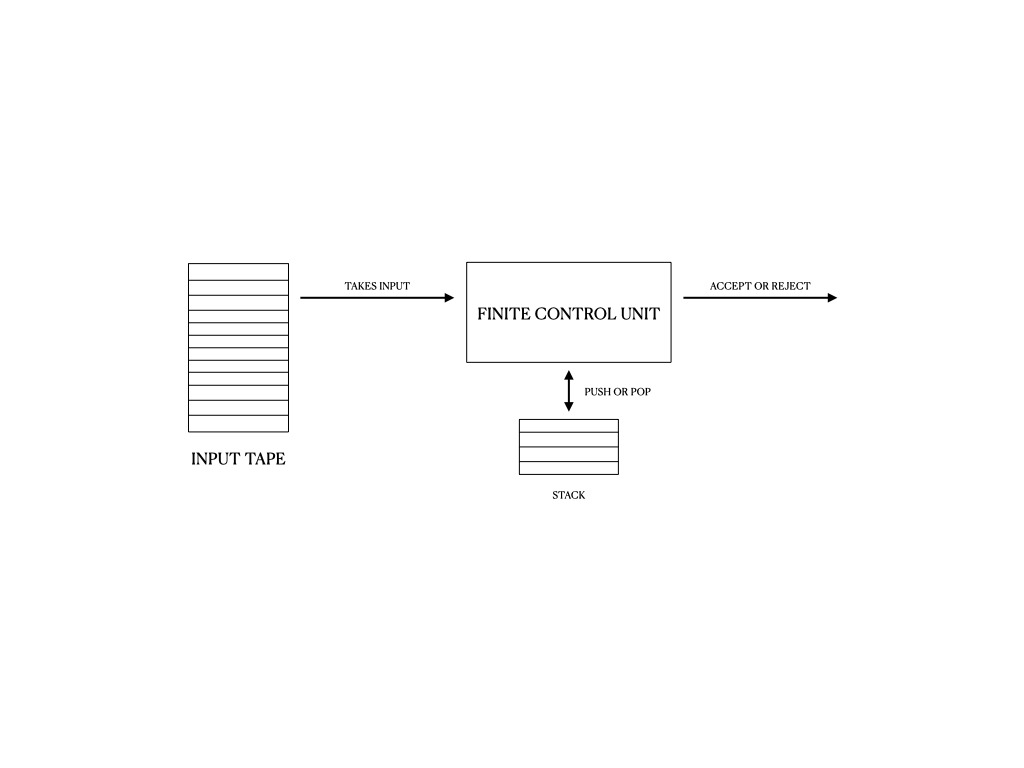 TAKES INPUT
ACCEPT OR REJECT
FINITE CONTROL UNIT
PUSH OR POP
INPUT TAPE
STACK